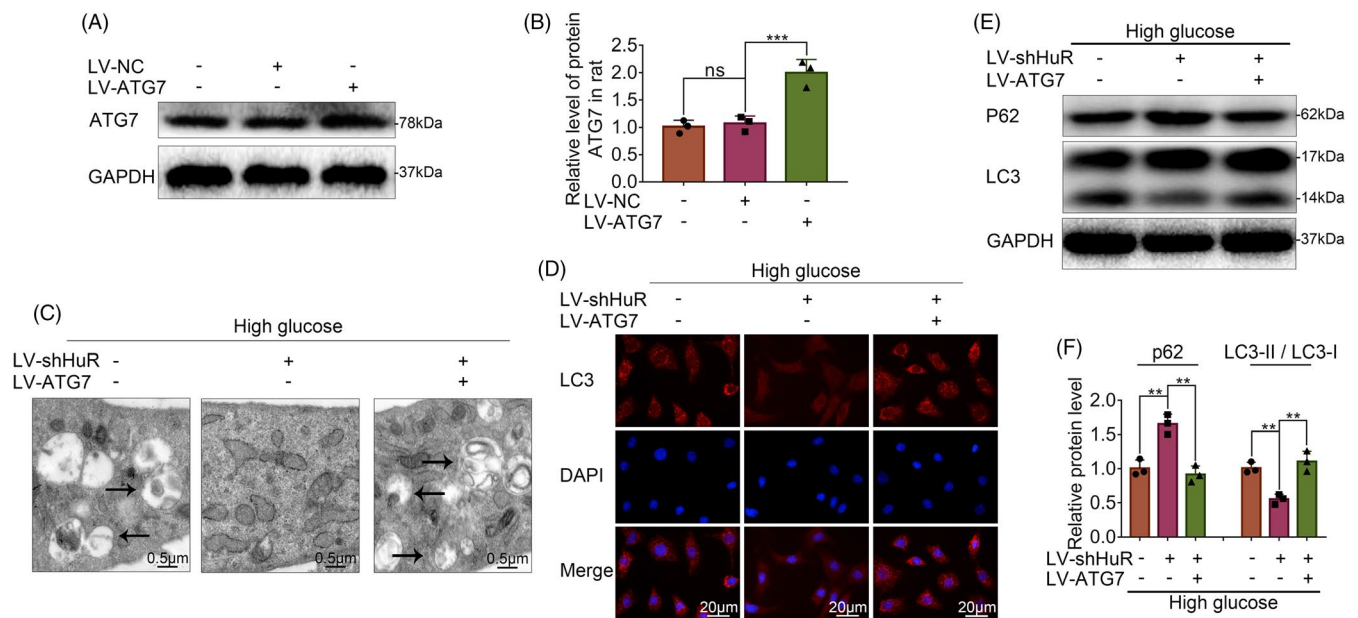 (A)
LV-NC - + -
LV-ATG7 - - +
ATG7 -78kDa
GAPDH -37kDa
(B)
Relative level of protein
ATG7 in rat
2.5
2.0
1.5
1.0
0.5
0.0
ns
***
LV-NC - + -
LV-ATG7 - - +
(C)
High glucose
LV-shHuR - + +
LV-ATG7 - - +
0.5μm 0.5μm 0.5μm
(D)
High glucose
LV-shHuR - + +
LV-ATG7 - - +
LC3
DAPI
Merge
20μm 20μm 20μm
(E)
High glucose
LV-shHuR - + +
LV-ATG7 - - +
P62 -62kDa
LC3 -17kDa
-14kDa
GAPDH -37kDa
(F)
p62 LC3-II / LC3-I
Relative protein level
2.0
1.5
1.0
0.5
0.0
** ** ** **
LV-shHuR - + + - + +
LV-ATG7 - - + - - +
High glucose